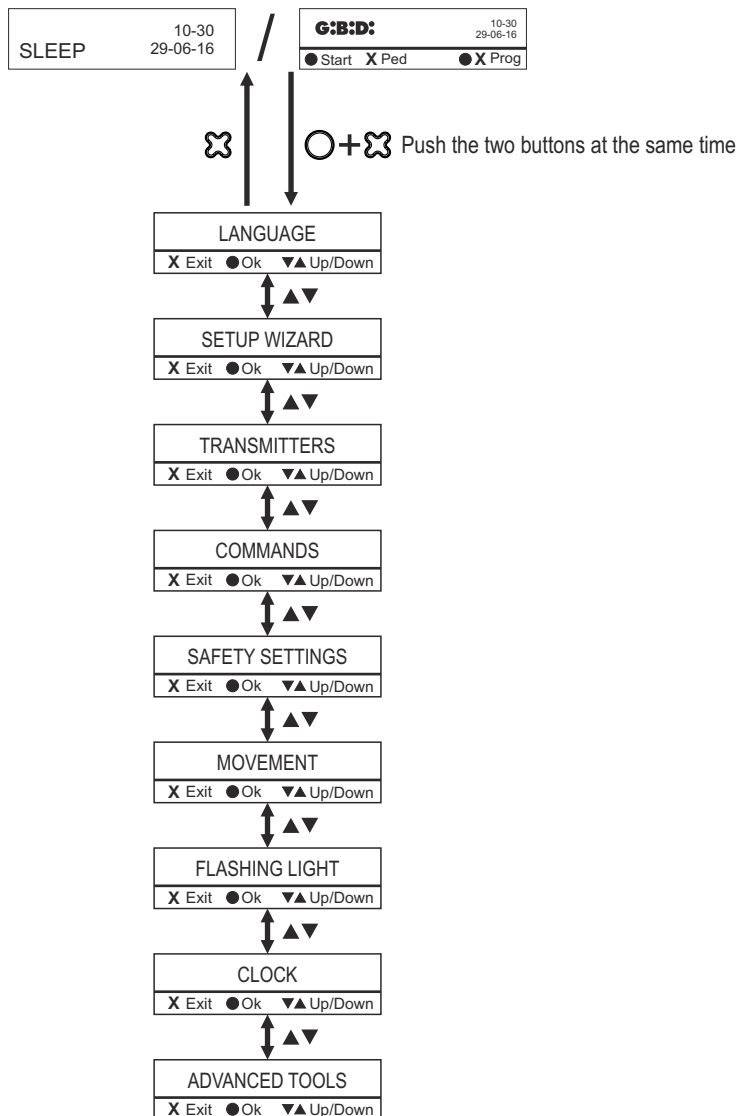 10-30
SLEEP 29-06-16
/
G:B:D: 10-30
29-06-16
● Start X Ped ● X Prog
+ Push the two buttons at the same time
LANGUAGE
X Exit ● Ok ▼▲ Up/Down
▲▼
SETUP WIZARD
X Exit ● Ok ▼▲ Up/Down
▲▼
TRANSMITTERS
X Exit ● Ok ▼▲ Up/Down
▲▼
COMMANDS
X Exit ● Ok ▼▲ Up/Down
▲▼
SAFETY SETTINGS
X Exit ● Ok ▼▲ Up/Down
▲▼
MOVEMENT
X Exit ● Ok ▼▲ Up/Down
▲▼
FLASHING LIGHT
X Exit ● Ok ▼▲ Up/Down
▲▼
CLOCK
X Exit ● Ok ▼▲ Up/Down
▲▼
ADVANCED TOOLS
X Exit ● Ok ▼▲ Up/Down